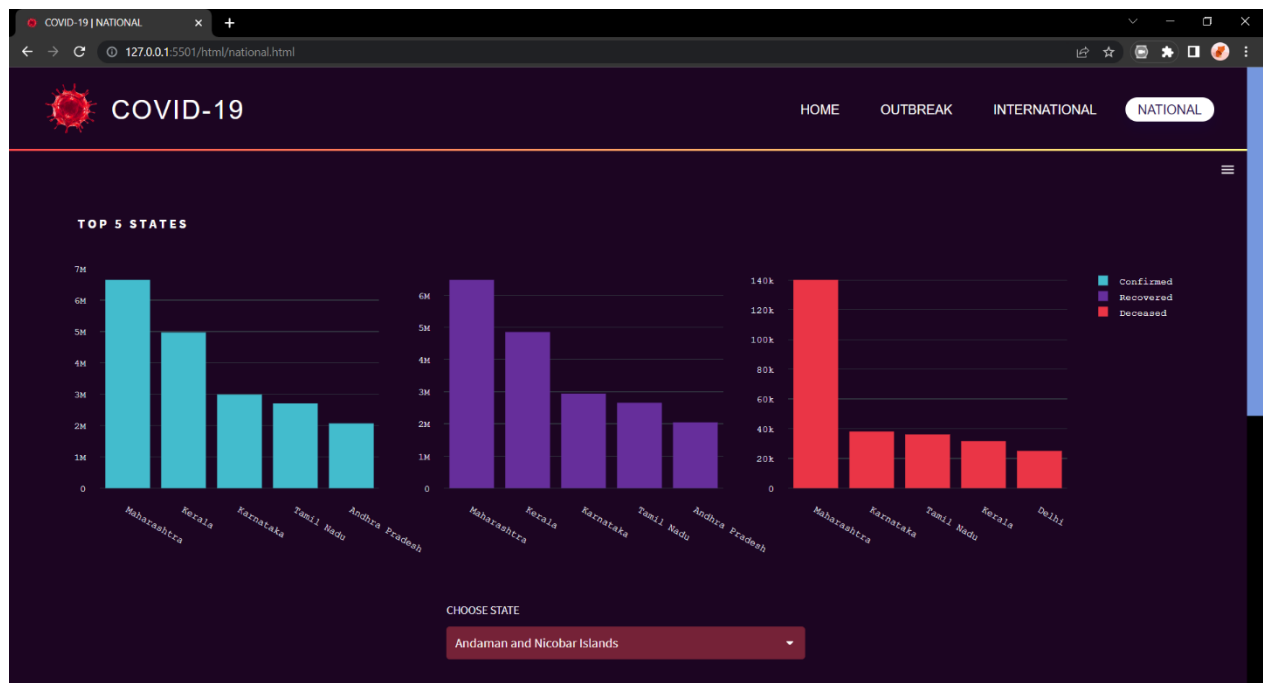 COVID-19 | NATIONAL
127.0.0.1:5501/html/national.html
COVID-19
HOME OUTBREAK INTERNATIONAL NATIONAL
TOP 5 STATES
7M
6M
5M
4M
3M
2M
1M
0
Maharashtra
Kerala
Karnataka
Tamil Nadu
Andhra Pradesh
6M
5M
4M
3M
2M
1M
0
Maharashtra
Kerala
Karnataka
Tamil Nadu
Andhra Pradesh
140k
120k
100k
80k
60k
40k
20k
0
Maharashtra
Karnataka
Tamil Nadu
Kerala
Delhi
Confirmed
Recovered
Deceased
CHOOSE STATE
Andaman and Nicobar Islands